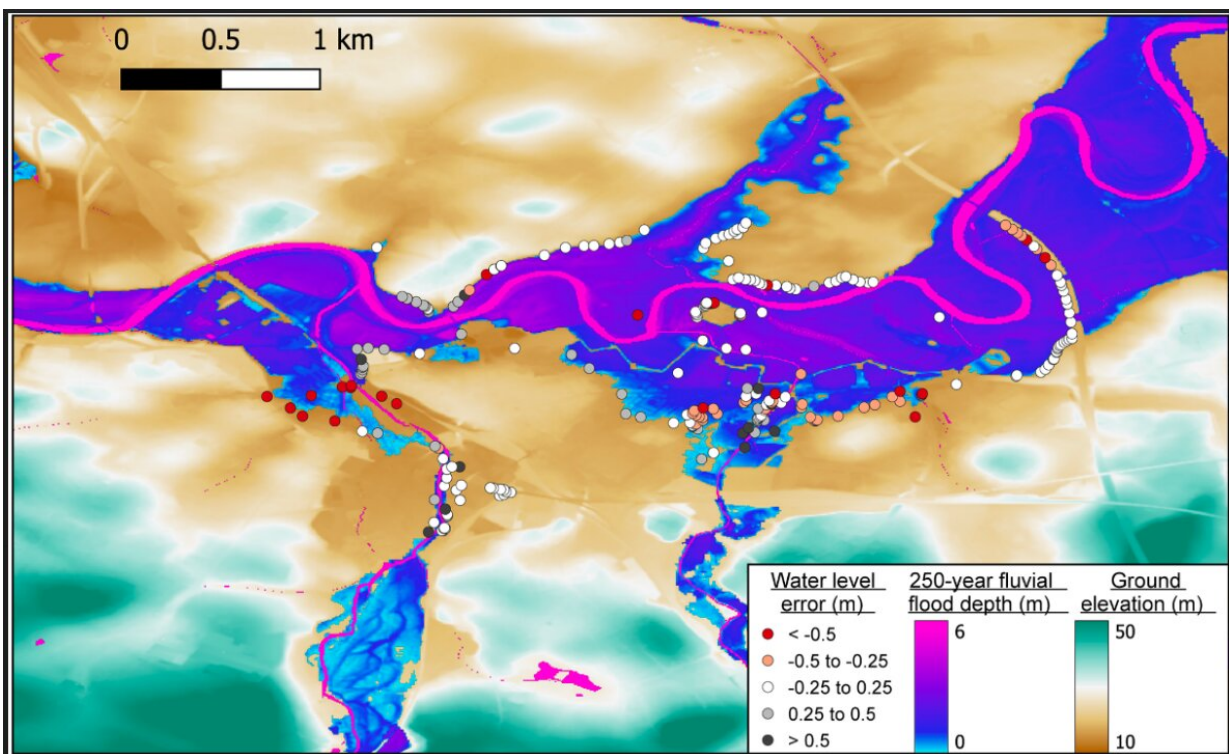 0 0.5 1 km
Water level
error (m)
< -0.5
-0.5 to -0.25
-0.25 to 0.25
0.25 to 0.5
> 0.5
250-year fluvial
flood depth (m)
6
0
Ground
elevation (m)
50
10